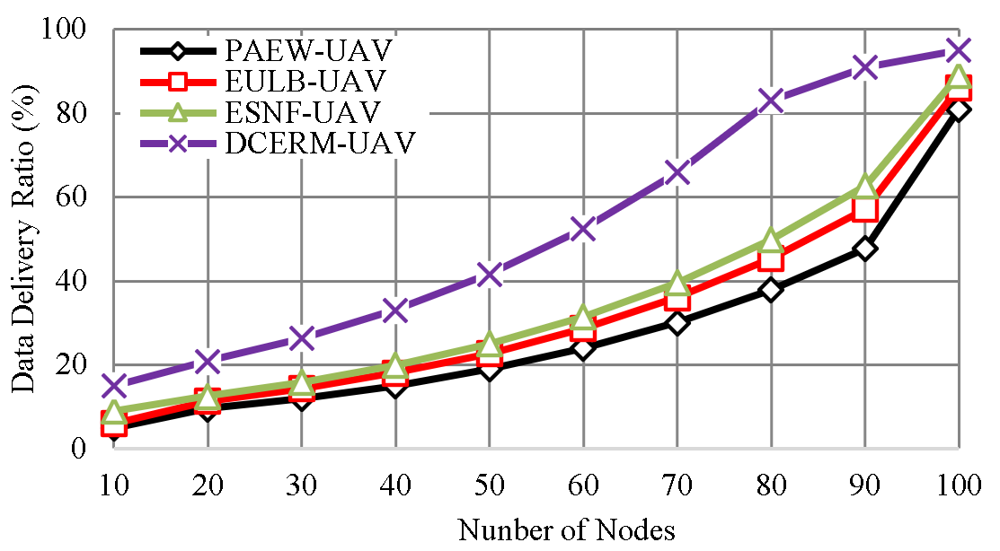 100
80
60
40
20
0
Data Delivery Ratio (%)
PAEW-UAV
EULB-UAV
ESNF-UAV
DCERM-UAV
10 20 30 40 50 60 70 80 90 100
Nunber of Nodes